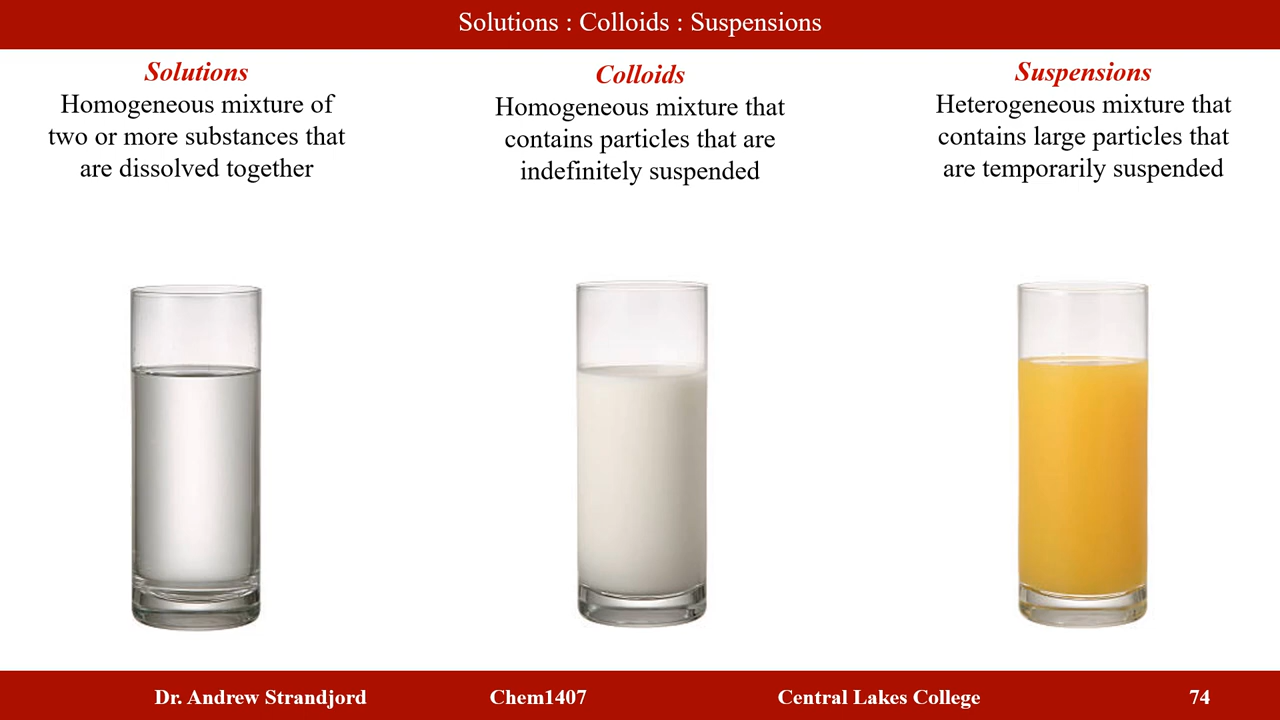 Solutions : Colloids : Suspensions
Solutions
Homogeneous mixture of
two or more substances that
are dissolved together
Colloids
Homogeneous mixture that
contains particles that are
indefinitely suspended
Suspensions
Heterogeneous mixture that
contains large particles that
are temporarily suspended
Dr. Andrew Strandjord Chem1407 Central Lakes College 74